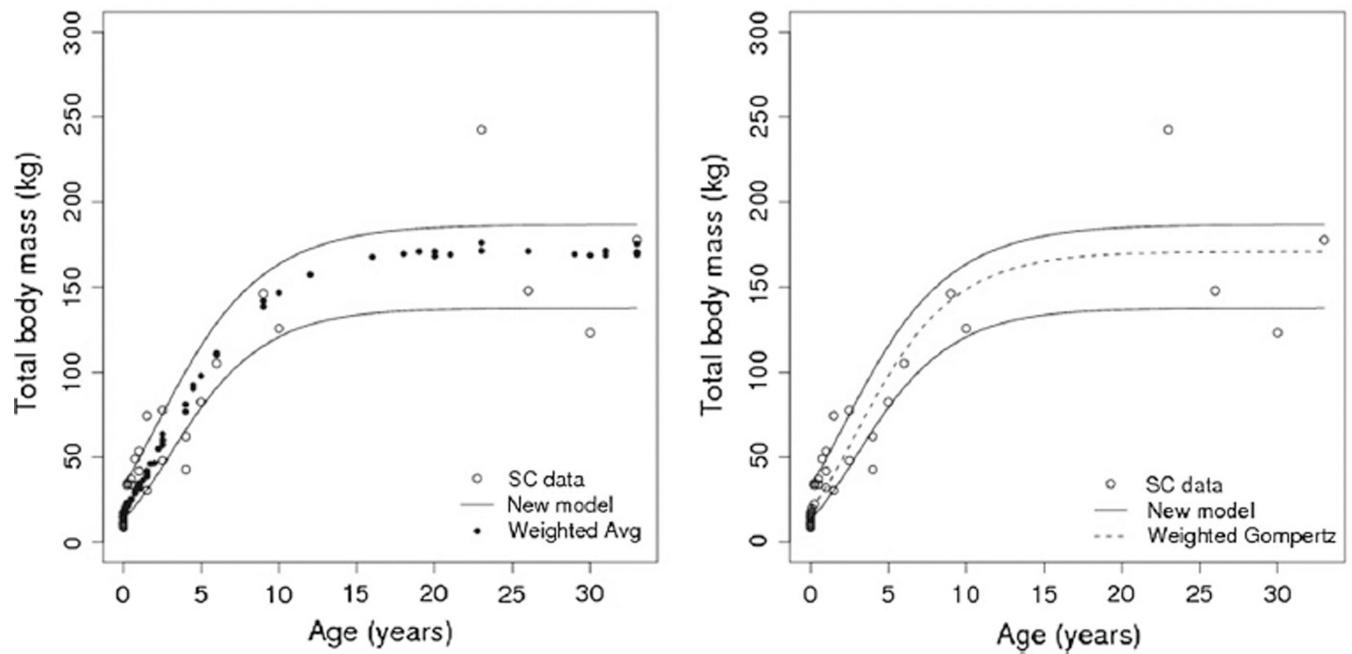 Total body mass (kg)
300
250
200
150
100
50
0
SC data
New model
Weighted Avg
0 5 10 15 20 25 30
Age (years)
Total body mass (kg)
300
250
200
150
100
50
0
SC data
New model
Weighted Gompertz
0 5 10 15 20 25 30
Age (years)